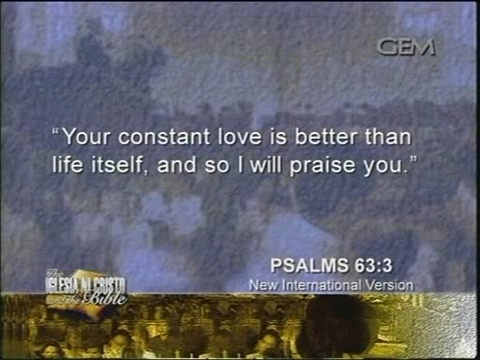 GEM
“Your constant love is better than
life itself, and so I will praise you.”
PSALMS 63:3
New International Version
The
IGLESIA NI CRISTO
and the Bible